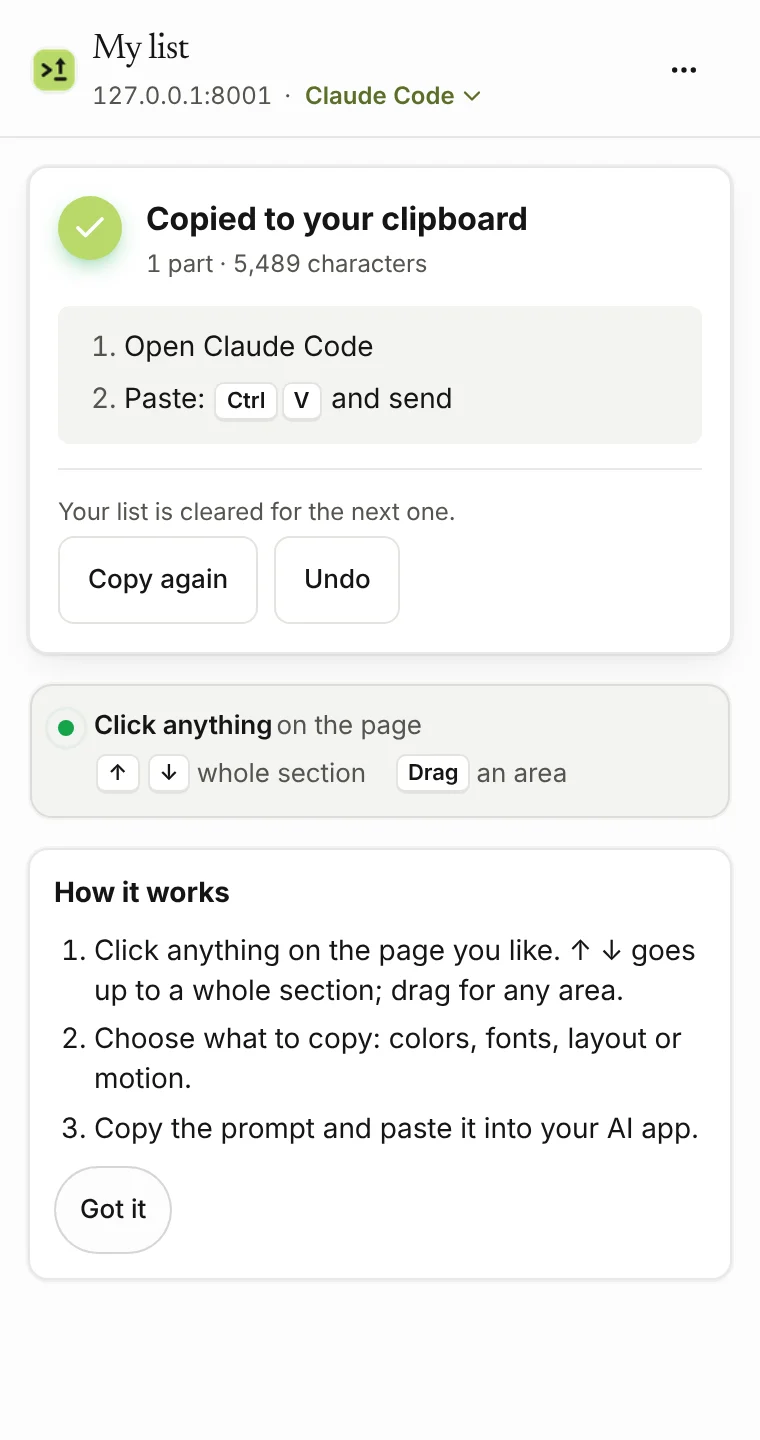 My list
127.0.0.1:8001 · Claude Code
Copied to your clipboard
1 part · 5,489 characters
1. Open Claude Code
2. Paste: Ctrl V and send
Your list is cleared for the next one.
Copy again Undo
Click anything on the page
↑ ↓ whole section Drag an area
How it works
1. Click anything on the page you like. ↑ ↓ goes
up to a whole section; drag for any area.
2. Choose what to copy: colors, fonts, layout or
motion.
3. Copy the prompt and paste it into your AI app.
Got it